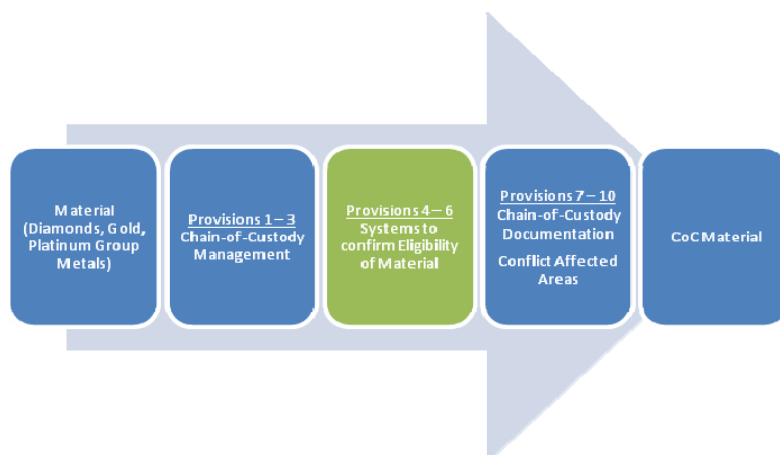 Material
(Diamonds, Gold,
Platinum Group
Metals)
Provisions 1 – 3
Chain-of-Custody
Management
Provisions 4 – 6
Systems to
confirm Eligibility
of Material
Provisions 7 – 10
Chain-of-Custody
Documentation
Conflict Affected
Areas
CoC Material